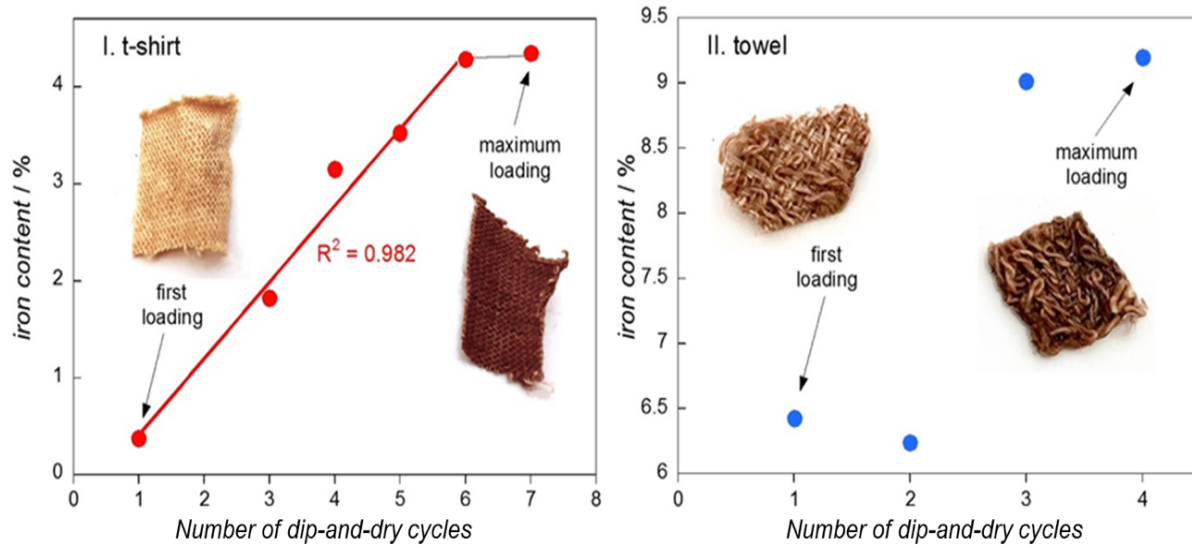 I. t-shirt
iron content / %
4
3
2
1
0
0 1 2 3 4 5 6 7 8
Number of dip-and-dry cycles
first
loading
R² = 0.982
maximum
loading
II. towel
iron content / %
9.5
9
8.5
8
7.5
7
6.5
6
0 1 2 3 4
Number of dip-and-dry cycles
first
loading
maximum
loading